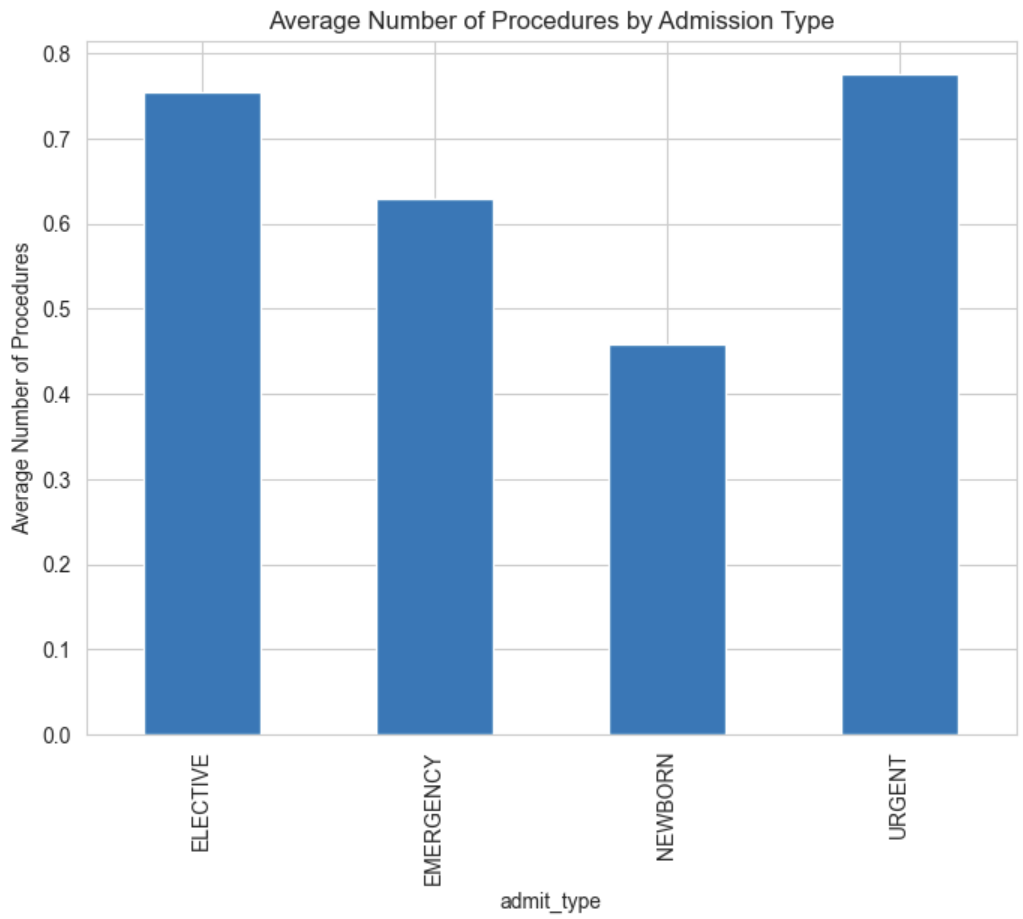 Average Number of Procedures by Admission Type
Average Number of Procedures
0.8
0.7
0.6
0.5
0.4
0.3
0.2
0.1
0.0
ELECTIVE
EMERGENCY
NEWBORN
URGENT
admit_type